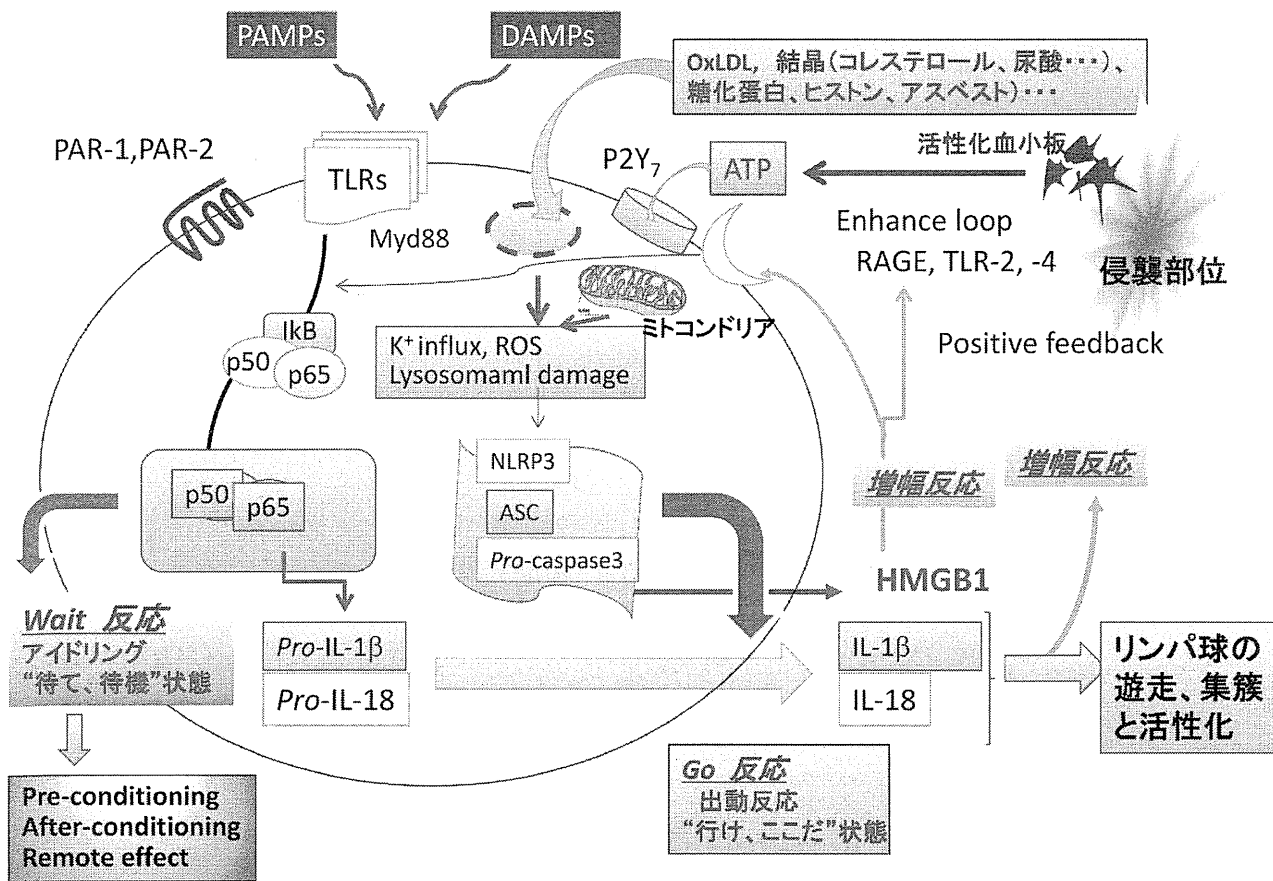 PAMPs
DAMPs
OxLDL, 結晶(コレステロール、尿酸・・・)、
糖化蛋白、ヒストン、アスベスト)・・・
PAR-1,PAR-2
TLRs
Myd88
P2Y7
ATP
活性化血小板
Enhance loop
RAGE, TLR-2, -4
侵襲部位
Positive feedback
ミトコンドリア
IkB
p50
p65
K+ influx, ROS
Lysosomaml damage
NLRP3
ASC
Pro-caspase3
p50
p65
増幅反応
増幅反応
HMGB1
Wait 反応
アイドリング
“待て、待機”状態
Pro-IL-1β
Pro-IL-18
IL-1β
IL-18
リンパ球の
遊走、集簇
と活性化
Go 反応
出動反応
“行け、ここだ”状態
Pre-conditioning
After-conditioning
Remote effect